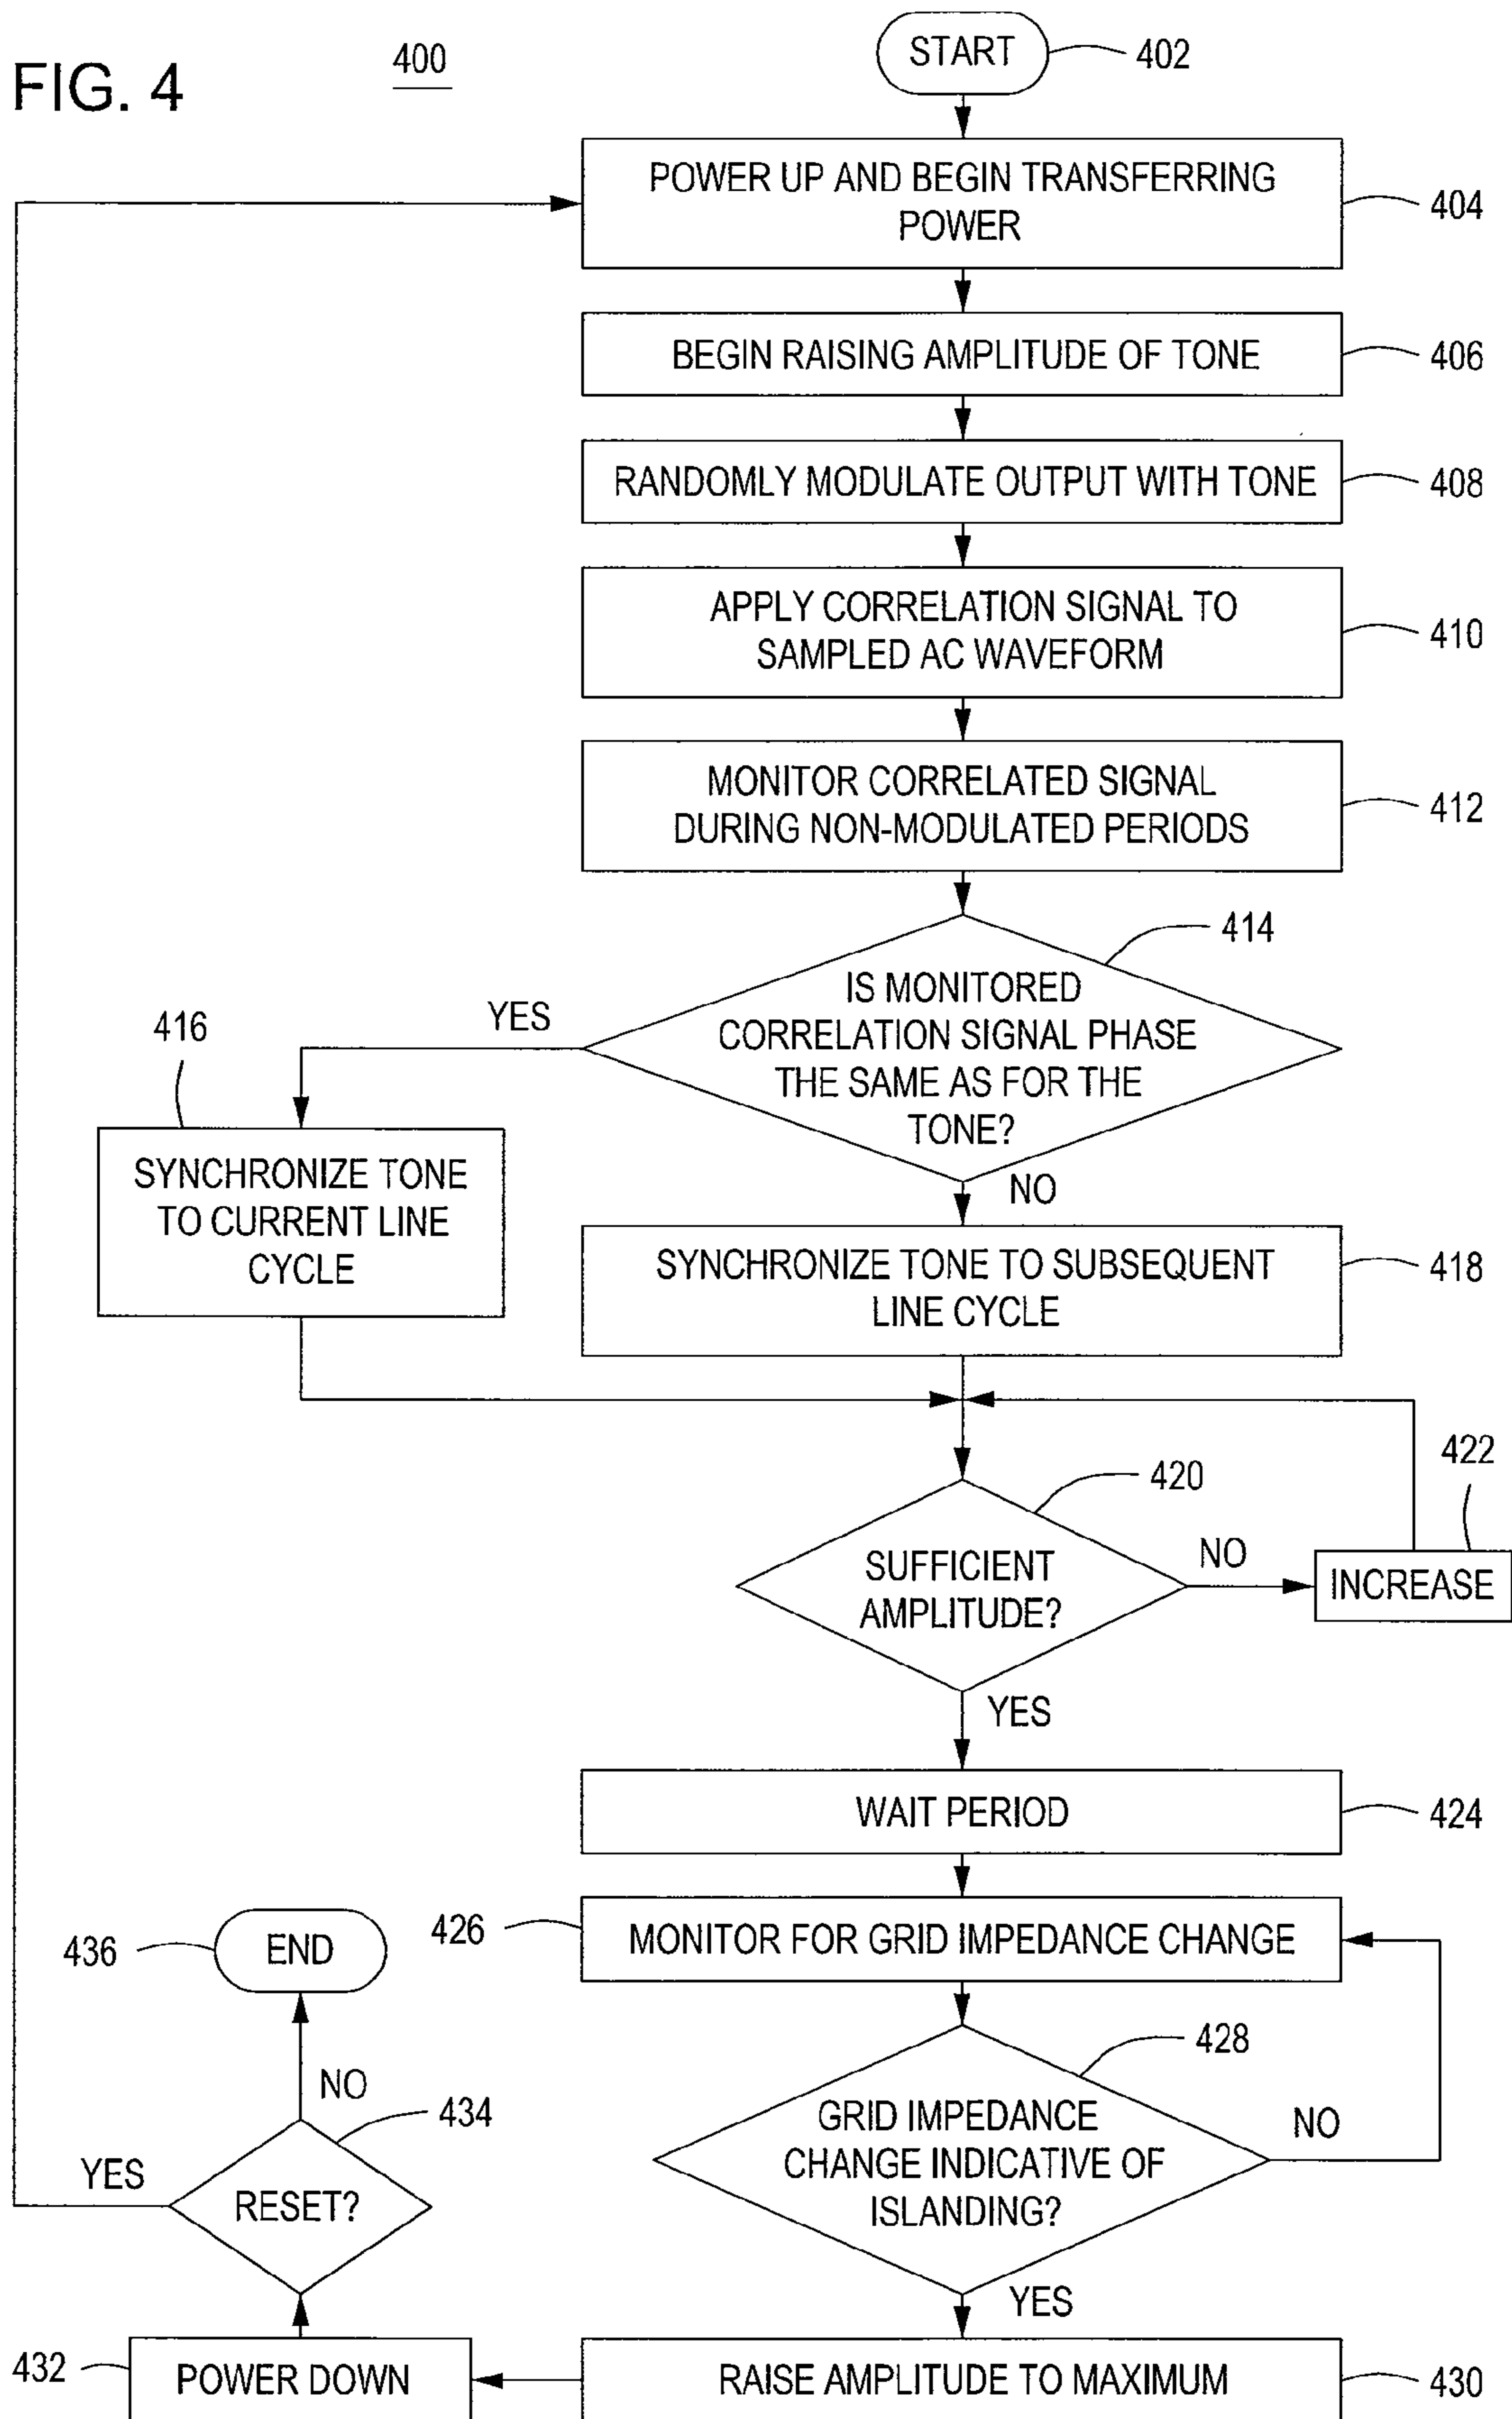 FIG. 4
400
START
402
POWER UP AND BEGIN TRANSFERRING
POWER
404
BEGIN RAISING AMPLITUDE OF TONE
406
RANDOMLY MODULATE OUTPUT WITH TONE
408
APPLY CORRELATION SIGNAL TO
SAMPLED AC WAVEFORM
410
MONITOR CORRELATED SIGNAL
DURING NON-MODULATED PERIODS
412
414
IS MONITORED
CORRELATION SIGNAL PHASE
THE SAME AS FOR THE
TONE?
YES
416
SYNCHRONIZE TONE
TO CURRENT LINE
CYCLE
NO
SYNCHRONIZE TONE TO SUBSEQUENT
LINE CYCLE
418
420
SUFFICIENT
AMPLITUDE?
NO
422
INCREASE
YES
WAIT PERIOD
424
426
MONITOR FOR GRID IMPEDANCE CHANGE
428
GRID IMPEDANCE
CHANGE INDICATIVE OF
ISLANDING?
NO
YES
RAISE AMPLITUDE TO MAXIMUM
430
432
POWER DOWN
434
RESET?
YES
NO
436
END